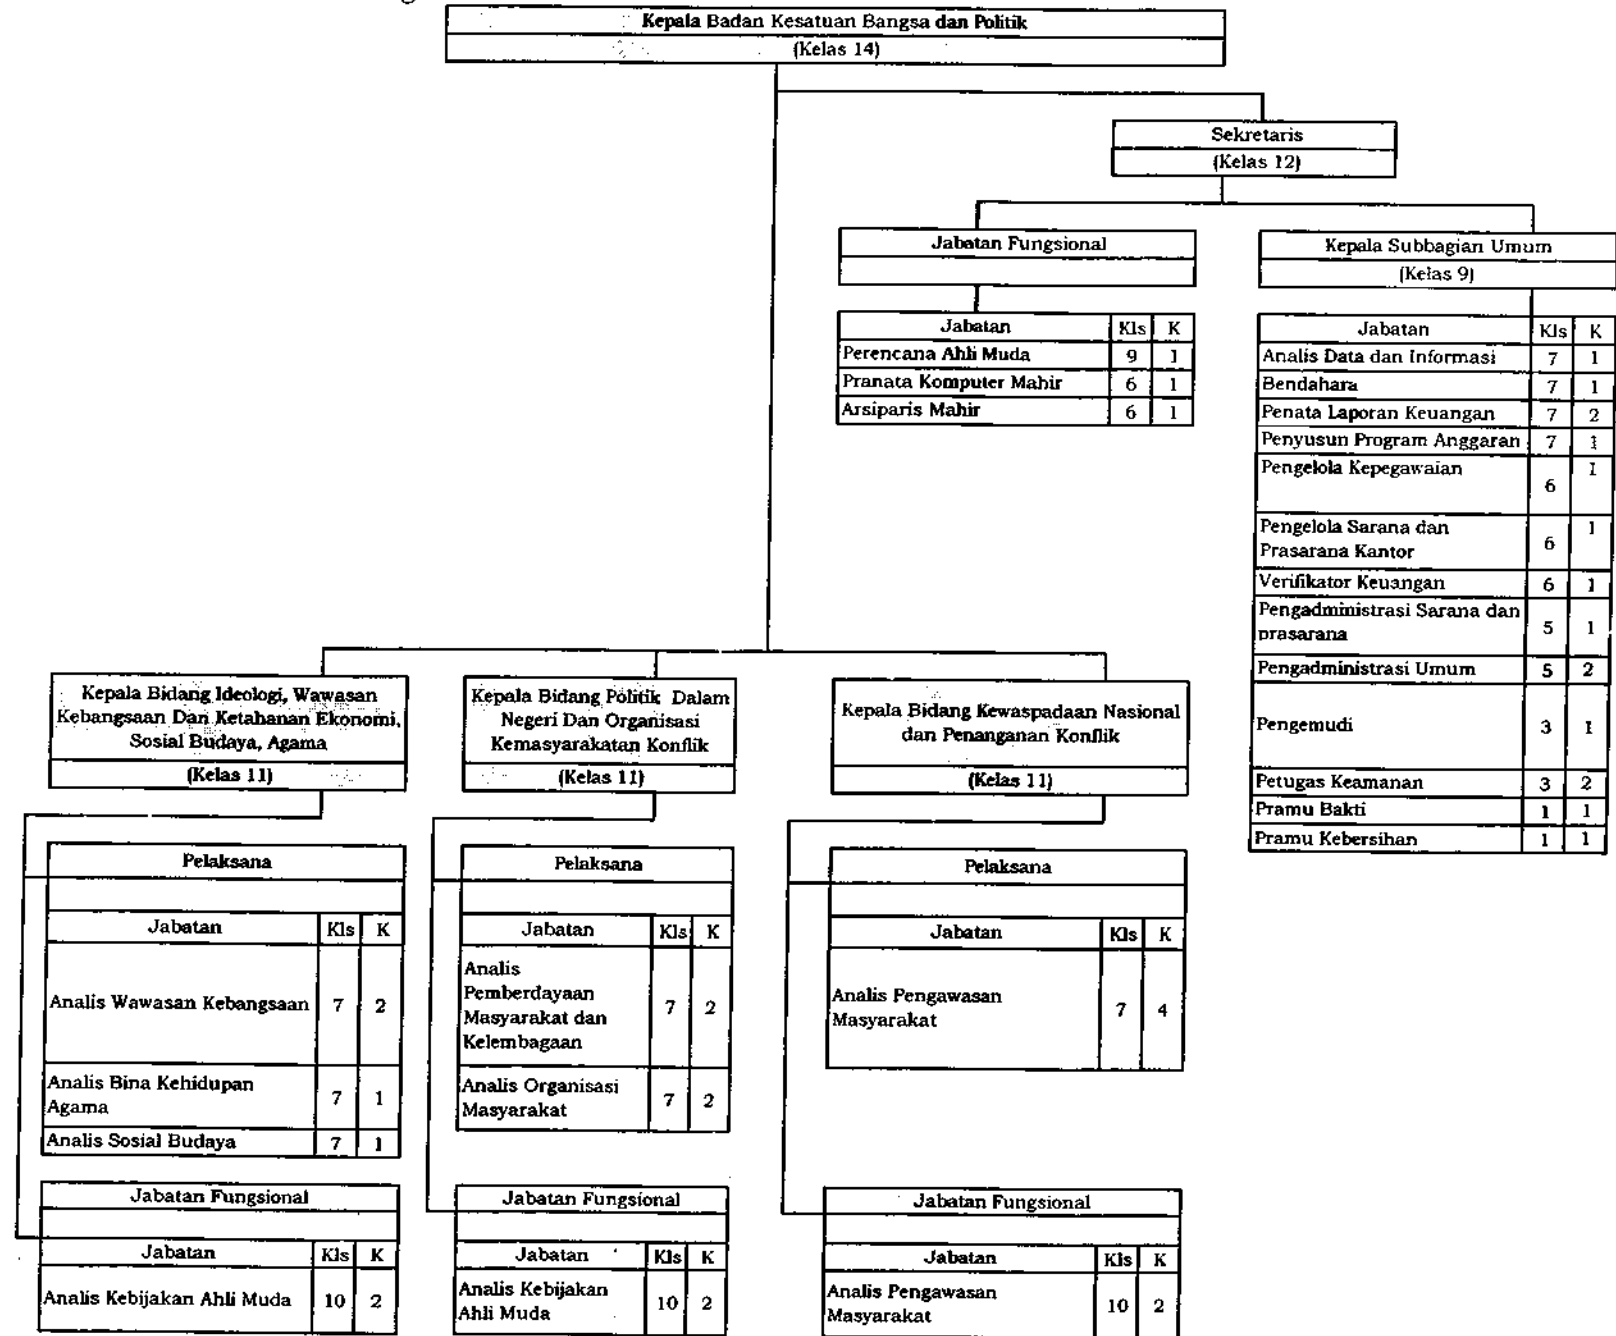 Kepala Badan Kesatuan Bangsa dan Politik
(Kelas 14)
Sekretaris
(Kelas 12)
Jabatan Fungsional
Jabatan Kls K
Perencana Ahli Muda 9 1
Pranata Komputer Mahir 6 1
Arsiparis Mahir 6 1
Kepala Subbagian Umum
(Kelas 9)
Jabatan Kls K
Analis Data dan Informasi 7 1
Bendahara 7 1
Penata Laporan Keuangan 7 2
Penyusun Program Anggaran 7 1
Pengelola Kepegawaian 6 1
Pengelola Sarana dan
Prasarana Kantor 6 1
Verifikator Keuangan 6 1
Pengadministrasi Sarana dan
prasarana 5 1
Pengadministrasi Umum 5 2
Pengemudi 3 1
Petugas Keamanan 3 2
Pramu Bakti 1 1
Pramu Kebersihan 1 1
Kepala Bidang Ideologi, Wawasan
Kebangsaan Dan Ketahanan Ekonomi,
Sosial Budaya, Agama
(Kelas 11)
Pelaksana
Jabatan Kls K
Analis Wawasan Kebangsaan 7 2
Analis Bina Kehidupan
Agama 7 1
Analis Sosial Budaya 7 1
Jabatan Fungsional
Jabatan Kls K
Analis Kebijakan Ahli Muda 10 2
Kepala Bidang Politik Dalam
Negeri Dan Organisasi
Kemasyarakatan Konflik
(Kelas 11)
Pelaksana
Jabatan Kls K
Analis
Pemberdayaan
Masyarakat dan
Kelembagaan 7 2
Analis Organisasi
Masyarakat 7 2
Jabatan Fungsional
Jabatan Kls K
Analis Kebijakan
Ahli Muda 10 2
Kepala Bidang Kewaspadaan Nasional
dan Penanganan Konflik
(Kelas 11)
Pelaksana
Jabatan Kls K
Analis Pengawasan
Masyarakat 7 4
Jabatan Fungsional
Jabatan Kls K
Analis Pengawasan
Masyarakat 10 2